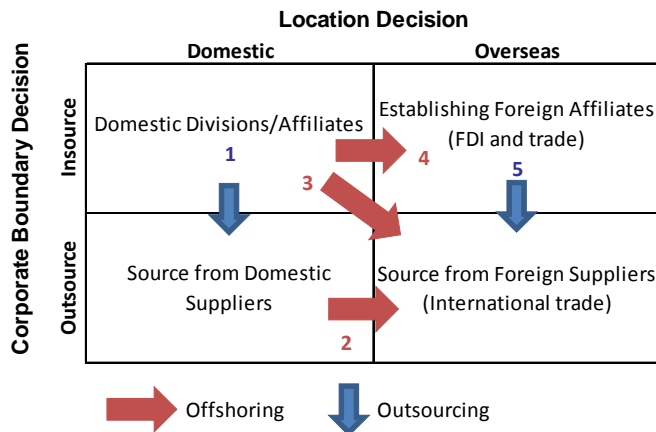 Location Decision
Domestic
Overseas
Corporate Boundary Decision
Insource
Domestic Divisions/Affiliates
1
3
Establishing Foreign Affiliates
(FDI and trade)
4
5
Outsource
Source from Domestic
Suppliers
2
Source from Foreign Suppliers
(International trade)
Offshoring
Outsourcing